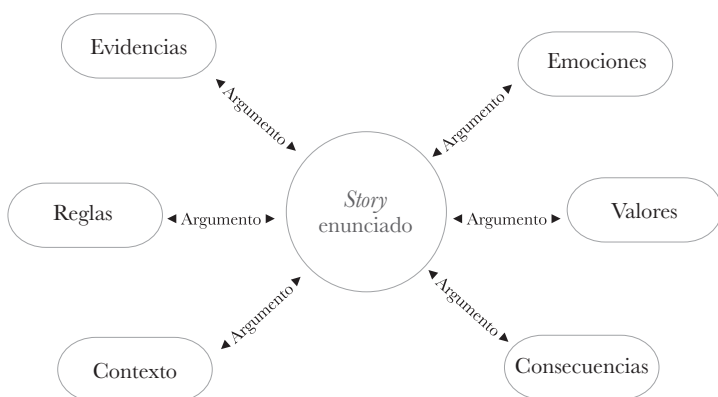 Evidencias
Emociones
Argumento
Argumento
Story
enunciado
Reglas
Argumento
Argumento
Valores
Argumento
Argumento
Contexto
Consecuencias